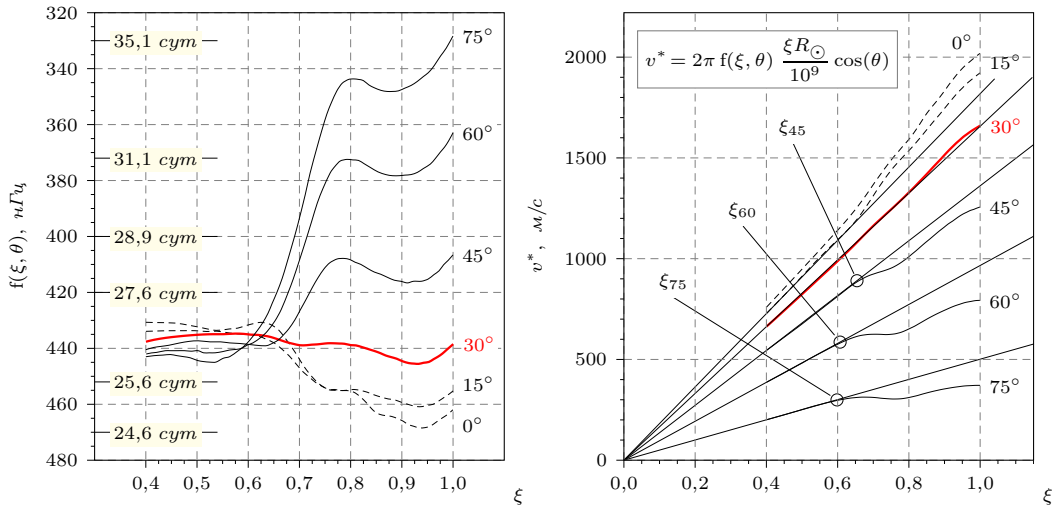 f(ξ, θ), нГц
320
340
360
380
400
420
440
460
480
35,1 сут
31,1 сут
28,9 сут
27,6 сут
25,6 сут
24,6 сут
75°
60°
45°
30°
15°
0°
0,4 0,5 0,6 0,7 0,8 0,9 1,0 ξ
v*, м/с
2000
1500
1000
500
0
v* = 2π f(ξ, θ) ξR☉/10⁹ cos(θ)
ξ45
ξ60
ξ75
0°
15°
30°
45°
60°
75°
0,0 0,2 0,4 0,6 0,8 1,0 ξ